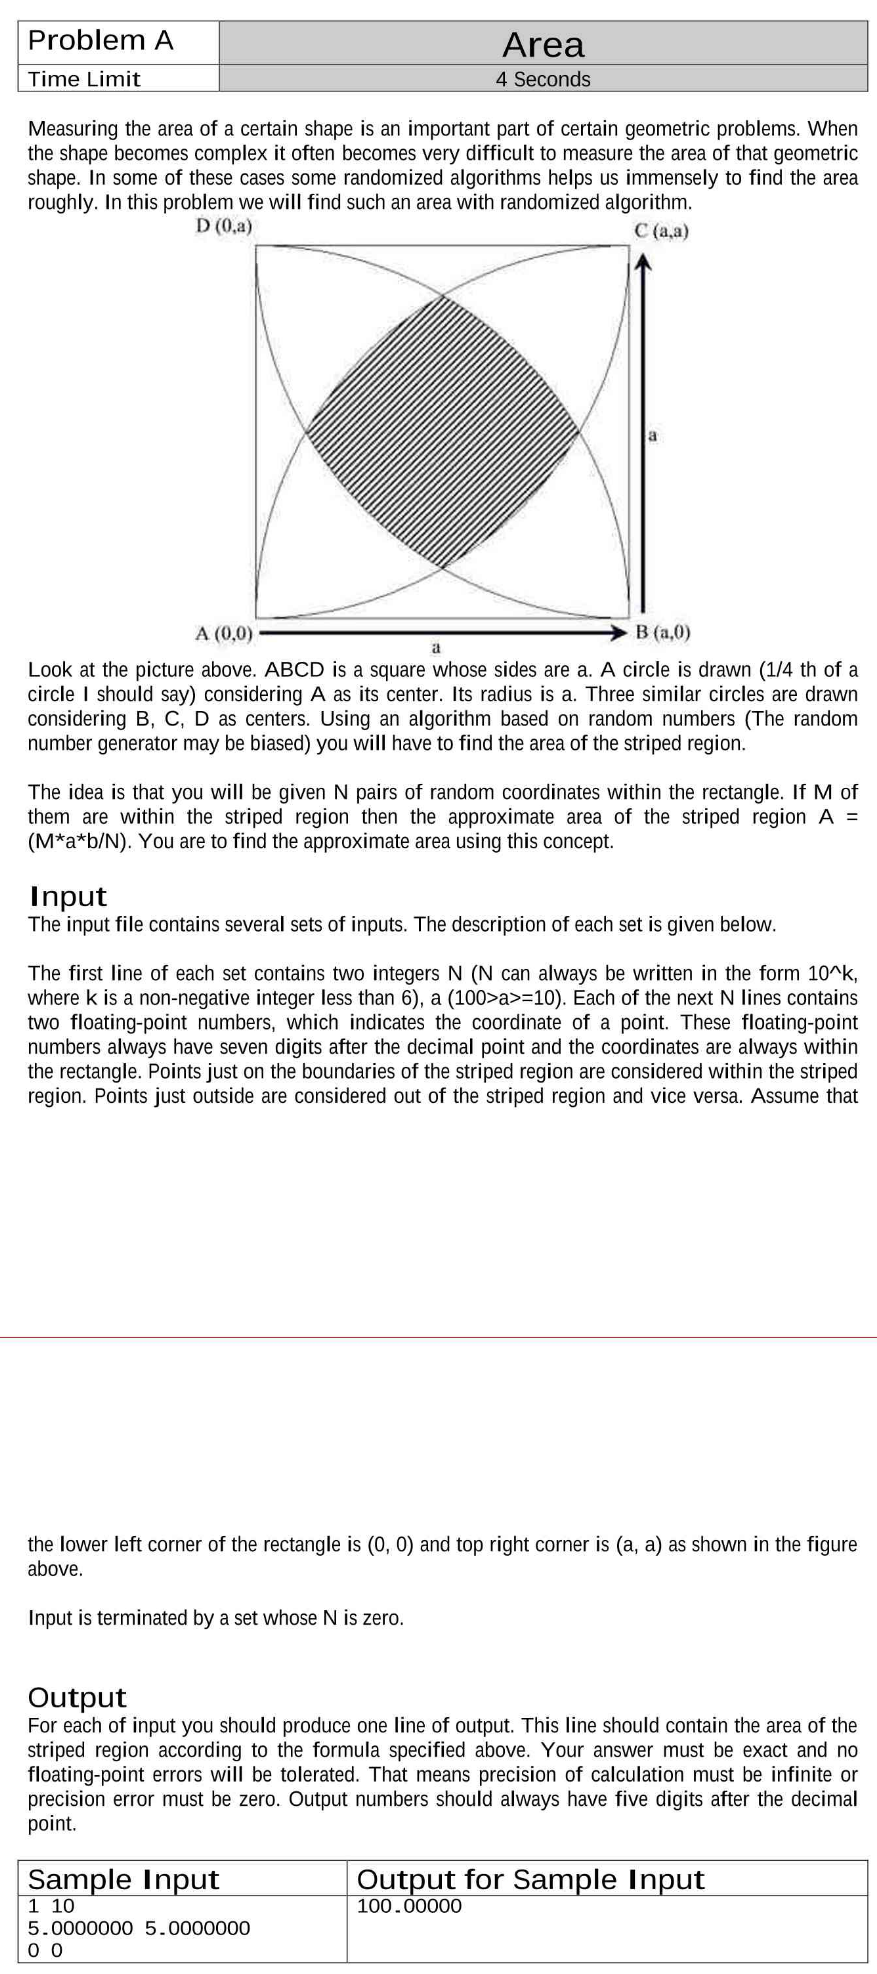 Problem A
Area
Time Limit
4 Seconds
Measuring the area of a certain shape is an important part of certain geometric problems. When
the shape becomes complex it often becomes very difficult to measure the area of that geometric
shape. In some of these cases some randomized algorithms helps us immensely to find the area
roughly. In this problem we will find such an area with randomized algorithm.
D (0,a)
C (a,a)
a
A (0,0)
B (a,0)
a
Look at the picture above. ABCD is a square whose sides are a. A circle is drawn (1/4 th of a
circle I should say) considering A as its center. Its radius is a. Three similar circles are drawn
considering B, C, D as centers. Using an algorithm based on random numbers (The random
number generator may be biased) you will have to find the area of the striped region.
The idea is that you will be given N pairs of random coordinates within the rectangle. If M of
them are within the striped region then the approximate area of the striped region A =
(M*a*b/N). You are to find the approximate area using this concept.
Input
The input file contains several sets of inputs. The description of each set is given below.
The first line of each set contains two integers N (N can always be written in the form 10^k,
where k is a non-negative integer less than 6), a (100>a>=10). Each of the next N lines contains
two floating-point numbers, which indicates the coordinate of a point. These floating-point
numbers always have seven digits after the decimal point and the coordinates are always within
the rectangle. Points just on the boundaries of the striped region are considered within the striped
region. Points just outside are considered out of the striped region and vice versa. Assume that
the lower left corner of the rectangle is (0, 0) and top right corner is (a, a) as shown in the figure
above.
Input is terminated by a set whose N is zero.
Output
For each of input you should produce one line of output. This line should contain the area of the
striped region according to the formula specified above. Your answer must be exact and no
floating-point errors will be tolerated. That means precision of calculation must be infinite or
precision error must be zero. Output numbers should always have five digits after the decimal
point.
Sample Input
Output for Sample Input
1 10
5.0000000 5.0000000
0 0
100.00000